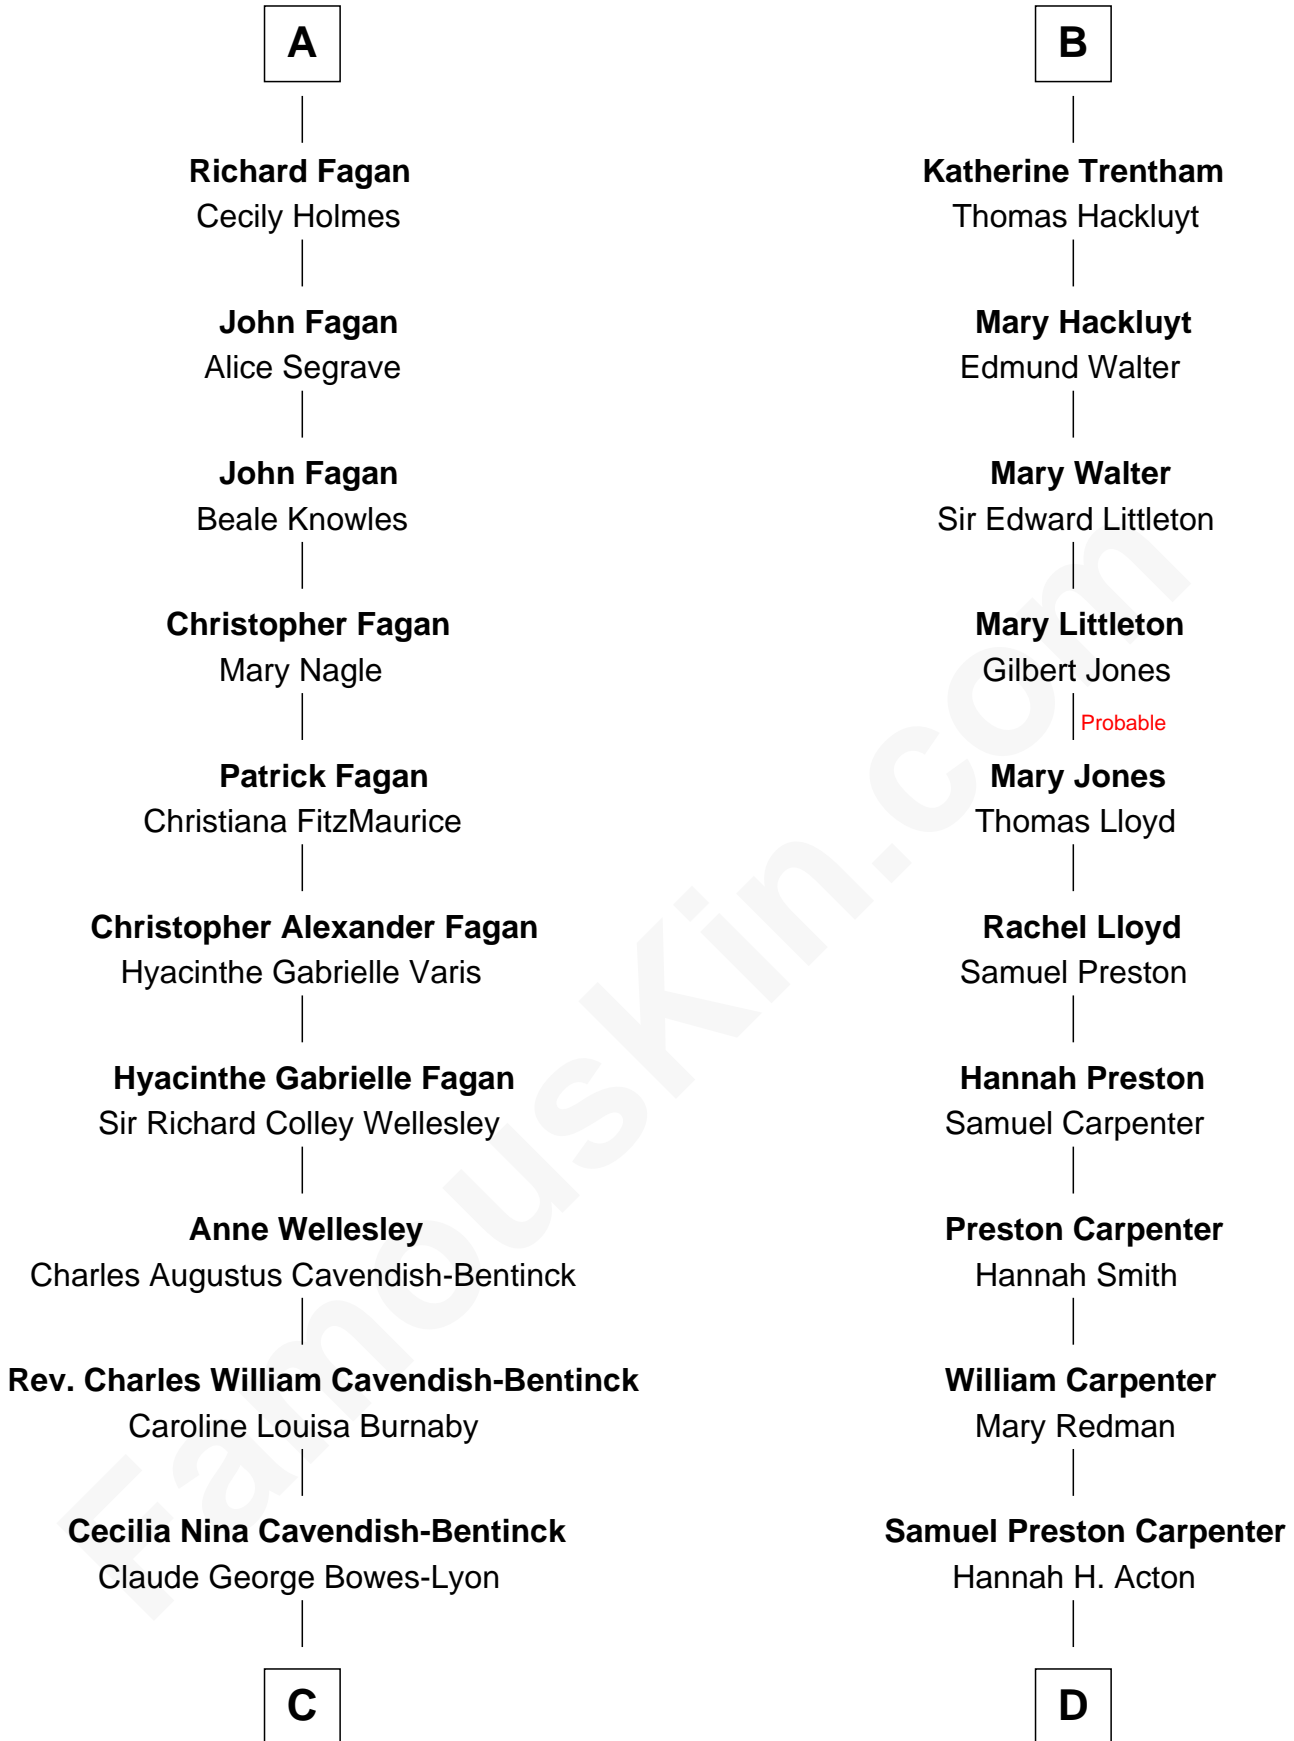 A
Richard Fagan
Cecily Holmes
John Fagan
Alice Segrave
John Fagan
Beale Knowles
Christopher Fagan
Mary Nagle
Patrick Fagan
Christiana FitzMaurice
Christopher Alexander Fagan
Hyacinthe Gabrielle Varis
Hyacinthe Gabrielle Fagan
Sir Richard Colley Wellesley
Anne Wellesley
Charles Augustus Cavendish-Bentinck
Rev. Charles William Cavendish-Bentinck
Caroline Louisa Burnaby
Cecilia Nina Cavendish-Bentinck
Claude George Bowes-Lyon
C
B
Katherine Trentham
Thomas Hackluyt
Mary Hackluyt
Edmund Walter
Mary Walter
Sir Edward Littleton
Mary Littleton
Gilbert Jones
Probable
Mary Jones
Thomas Lloyd
Rachel Lloyd
Samuel Preston
Hannah Preston
Samuel Carpenter
Preston Carpenter
Hannah Smith
William Carpenter
Mary Redman
Samuel Preston Carpenter
Hannah H. Acton
D
FamousKin.com